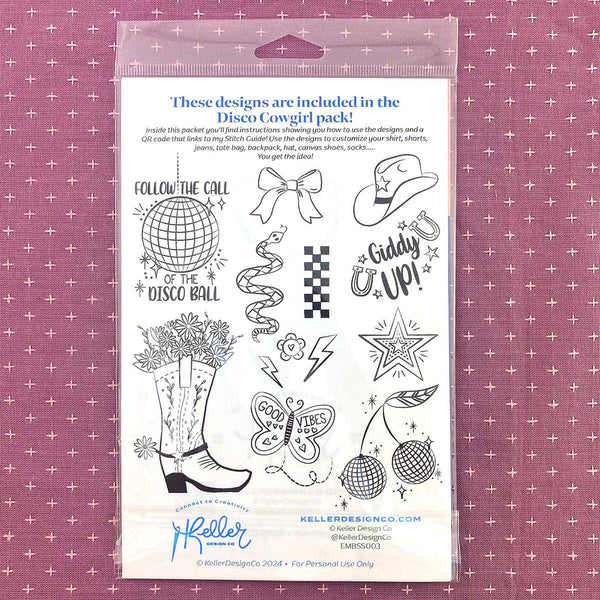 These designs are included in the
Disco Cowgirl pack!
Inside this packet you'll find instructions showing you how to use the designs and a
QR code that links to my Stitch Guide! Use the designs to customize your shirt, shorts,
jeans, tote bag, backpack, hat, canvas shoes, socks.....
You get the idea!
FOLLOW THE CALL
OF THE
DISCO BALL
Giddy
UP!
GOOD VIBES
Connect to Creativity
HKeller
DESIGN CO
KELLERDESIGNCO.COM
© Keller Design Co
@KellerDesignCo
EMBSS003
© KellerDesignCo 2024 • For Personal Use Only